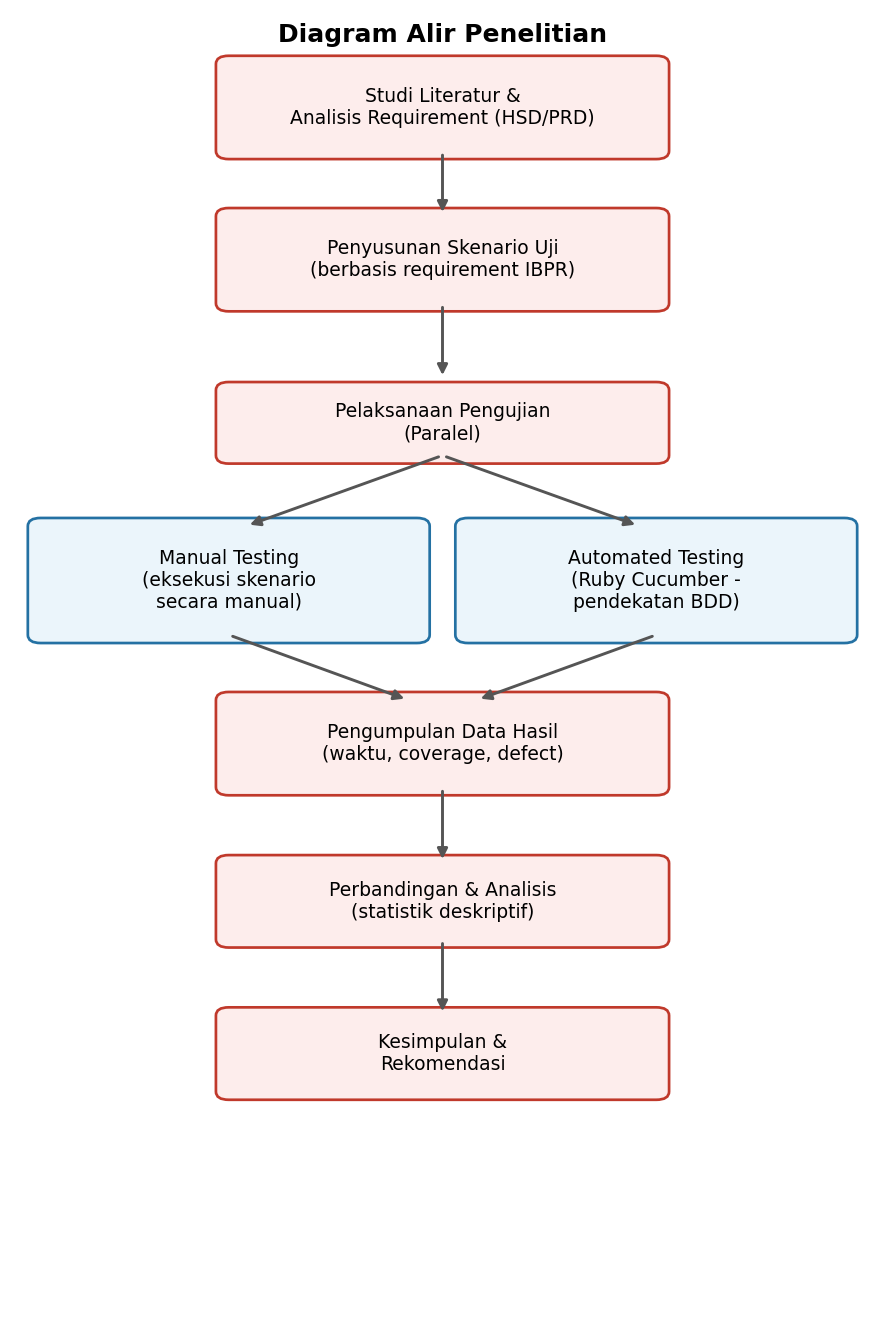 Diagram Alir Penelitian
Studi Literatur &
Analisis Requirement (HSD/PRD)
Penyusunan Skenario Uji
(berbasis requirement IBPR)
Pelaksanaan Pengujian
(Paralel)
Manual Testing
(eksekusi skenario
secara manual)
Automated Testing
(Ruby Cucumber -
pendekatan BDD)
Pengumpulan Data Hasil
(waktu, coverage, defect)
Perbandingan & Analisis
(statistik deskriptif)
Kesimpulan &
Rekomendasi